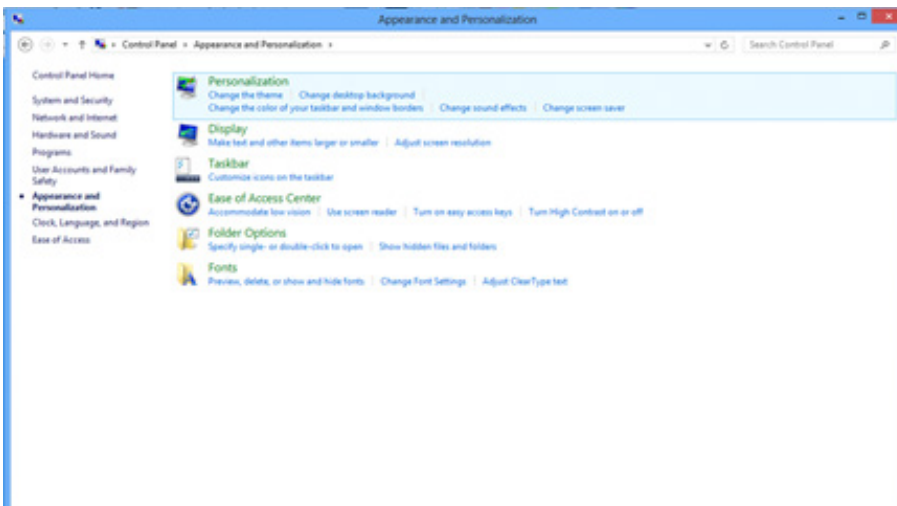 Appearance and Personalization
Control Panel Appearance and Personalization
Search Control Panel
Control Panel Home
System and Security
Network and Internet
Hardware and Sound
Programs
User Accounts and Family
Safety
Appearance and
Personalization
Clock, Language, and Region
Ease of Access
Personalization
Change the theme Change desktop background
Change the color of your taskbar and window borders Change sound effects Change screen saver
Display
Make text and other items larger or smaller Adjust screen resolution
Taskbar
Customize icons on the taskbar
Ease of Access Center
Accommodate low vision Use screen reader Turn on easy access keys Turn High Contrast on or off
Folder Options
Specify single- or double-click to open Show hidden files and folders
Fonts
Preview, delete, or show and hide fonts Change Font Settings Adjust ClearType text